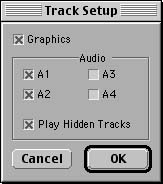 Track Setup
Graphics
Audio
A1 A3
A2 A4
Play Hidden Tracks
Cancel OK